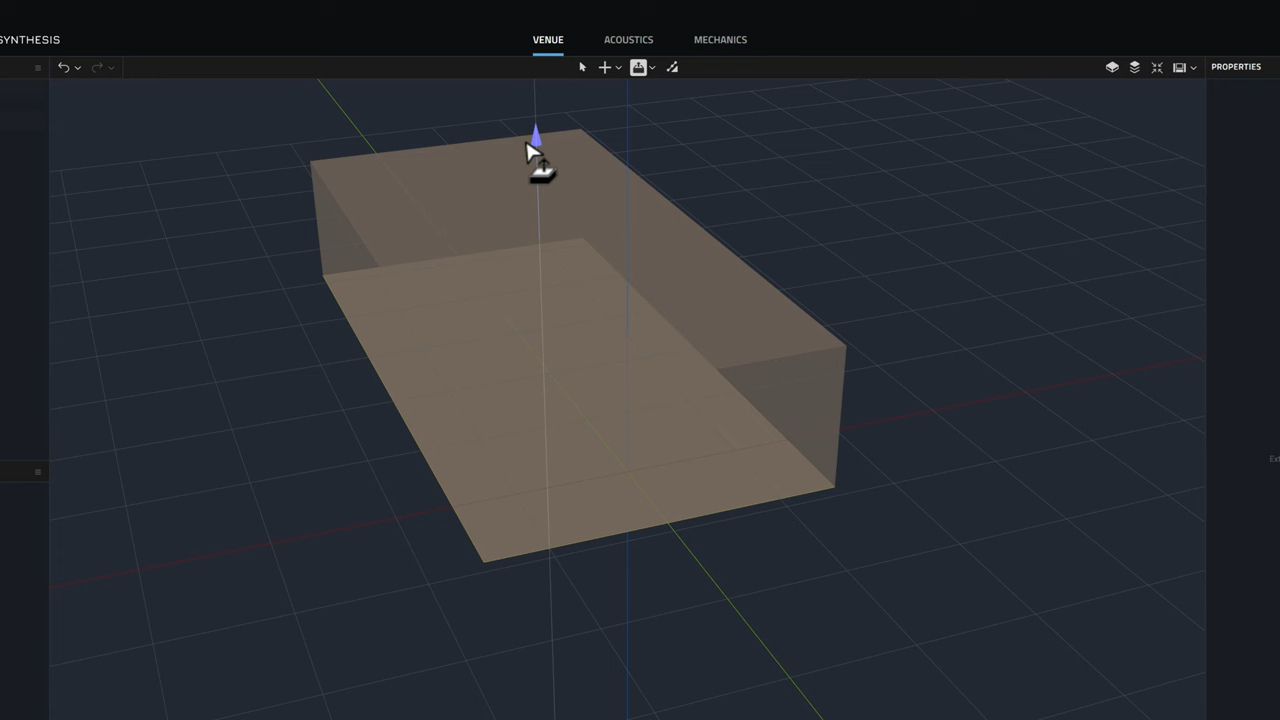 SYNTHESIS
VENUE
ACOUSTICS
MECHANICS
PROPERTIES